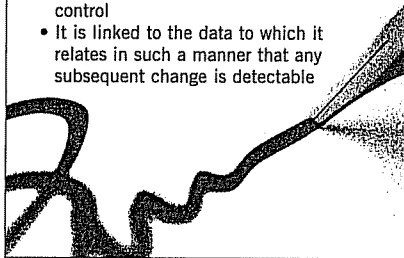 control
• It is linked to the data to which it
relates in such a manner that any
subsequent change is detectable